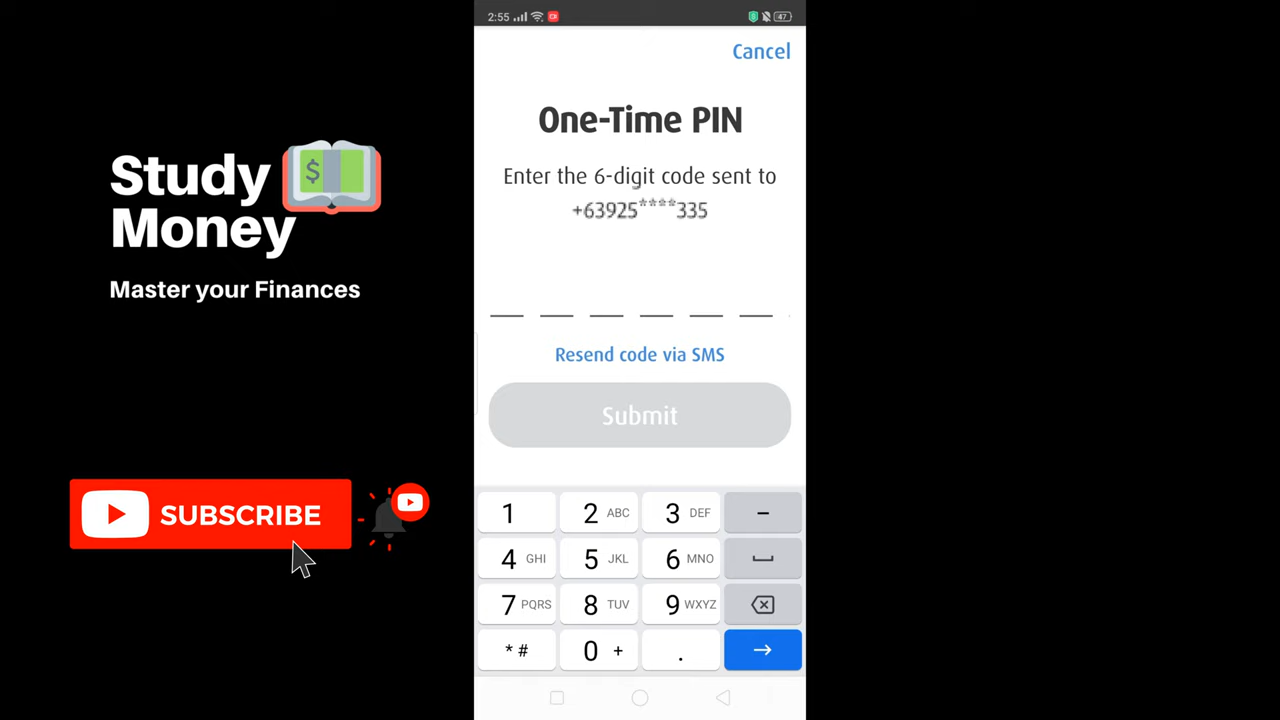 Study
Money
Master your Finances
SUBSCRIBE
2:55
47
Cancel
One-Time PIN
Enter the 6-digit code sent to
+63925****335
Resend code via SMS
Submit
1 2 ABC 3 DEF -
4 GHI 5 JKL 6 MNO
7 PQRS 8 TUV 9 WXYZ
* # 0 + .